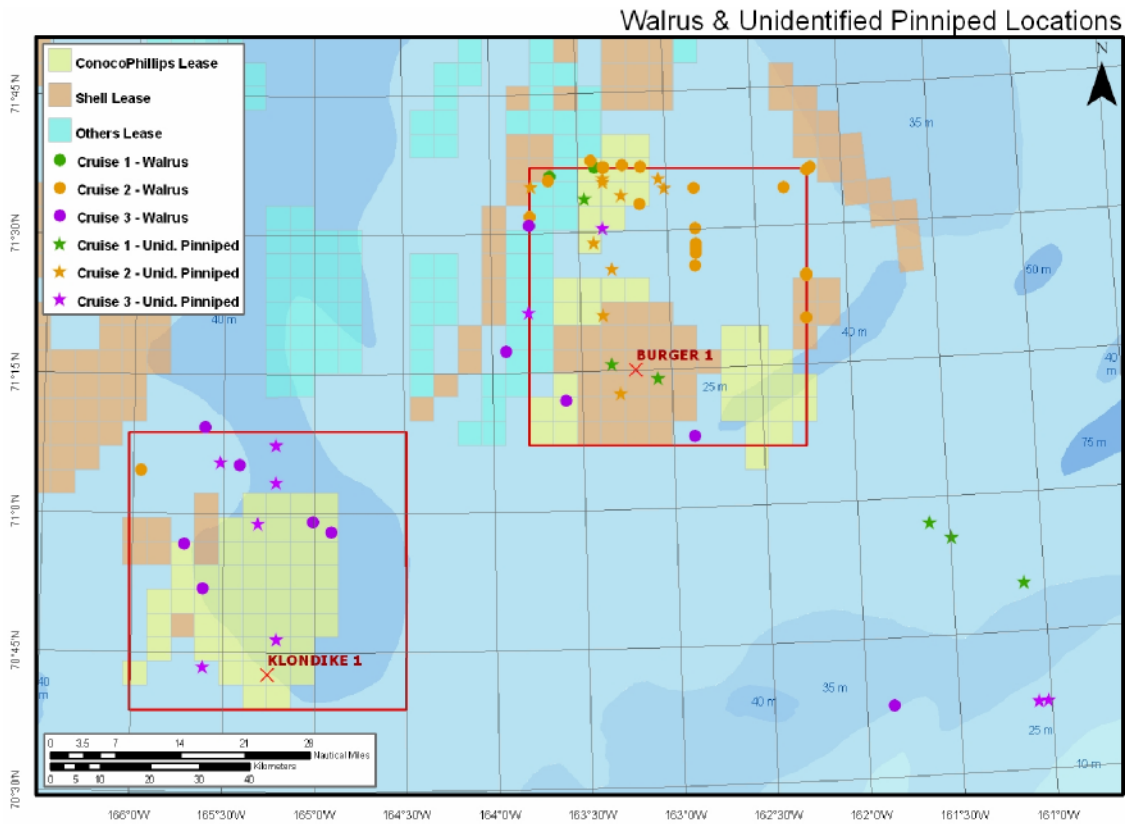 Walrus & Unidentified Pinniped Locations
ConocoPhillips Lease
Shell Lease
Others Lease
Cruise 1 - Walrus
Cruise 2 - Walrus
Cruise 3 - Walrus
Cruise 1 - Unid. Pinniped
Cruise 2 - Unid. Pinniped
Cruise 3 - Unid. Pinniped
N
35 m
50 m
40 m
40 m
40 m
BURGER 1
25 m
75 m
KLONDIKE 1
40 m
35 m
40 m
25 m
10 m
0 3.5 7 14 21 28
Nautical Miles
Kilometers
0 5 10 20 30 40
71°45'N
71°30'N
71°15'N
71°0'N
70°45'N
70°30'N
166°0'W 165°30'W 165°0'W 164°30'W 164°0'W 163°30'W 163°0'W 162°30'W 162°0'W 161°30'W 161°0'W